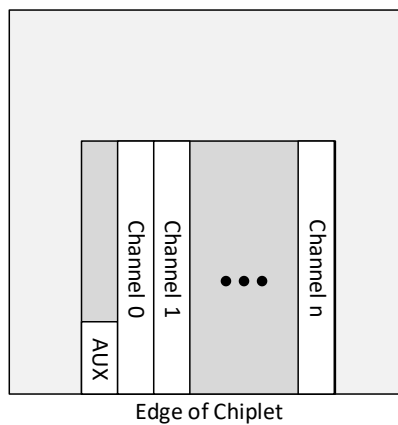 AUX
Channel 0
Channel 1
•••
Channel n
Edge of Chiplet